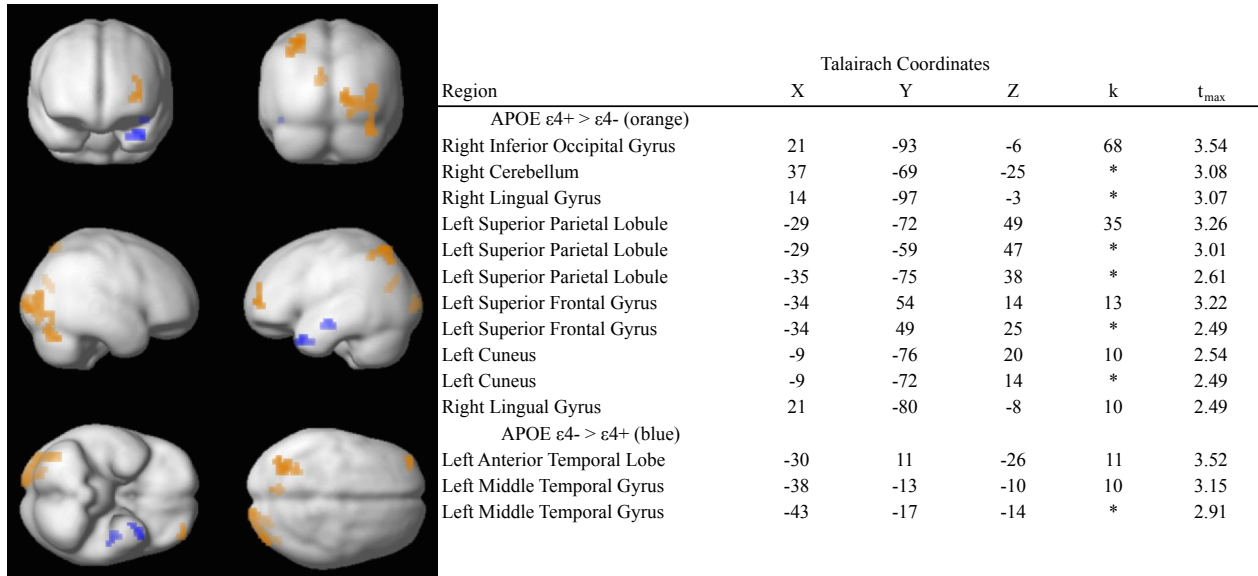 Talairach Coordinates
Region X Y Z k tmax
APOE ε4+ > ε4- (orange)
Right Inferior Occipital Gyrus 21 -93 -6 68 3.54
Right Cerebellum 37 -69 -25 * 3.08
Right Lingual Gyrus 14 -97 -3 * 3.07
Left Superior Parietal Lobule -29 -72 49 35 3.26
Left Superior Parietal Lobule -29 -59 47 * 3.01
Left Superior Parietal Lobule -35 -75 38 * 2.61
Left Superior Frontal Gyrus -34 54 14 13 3.22
Left Superior Frontal Gyrus -34 49 25 * 2.49
Left Cuneus -9 -76 20 10 2.54
Left Cuneus -9 -72 14 * 2.49
Right Lingual Gyrus 21 -80 -8 10 2.49
APOE ε4- > ε4+ (blue)
Left Anterior Temporal Lobe -30 11 -26 11 3.52
Left Middle Temporal Gyrus -38 -13 -10 10 3.15
Left Middle Temporal Gyrus -43 -17 -14 * 2.91